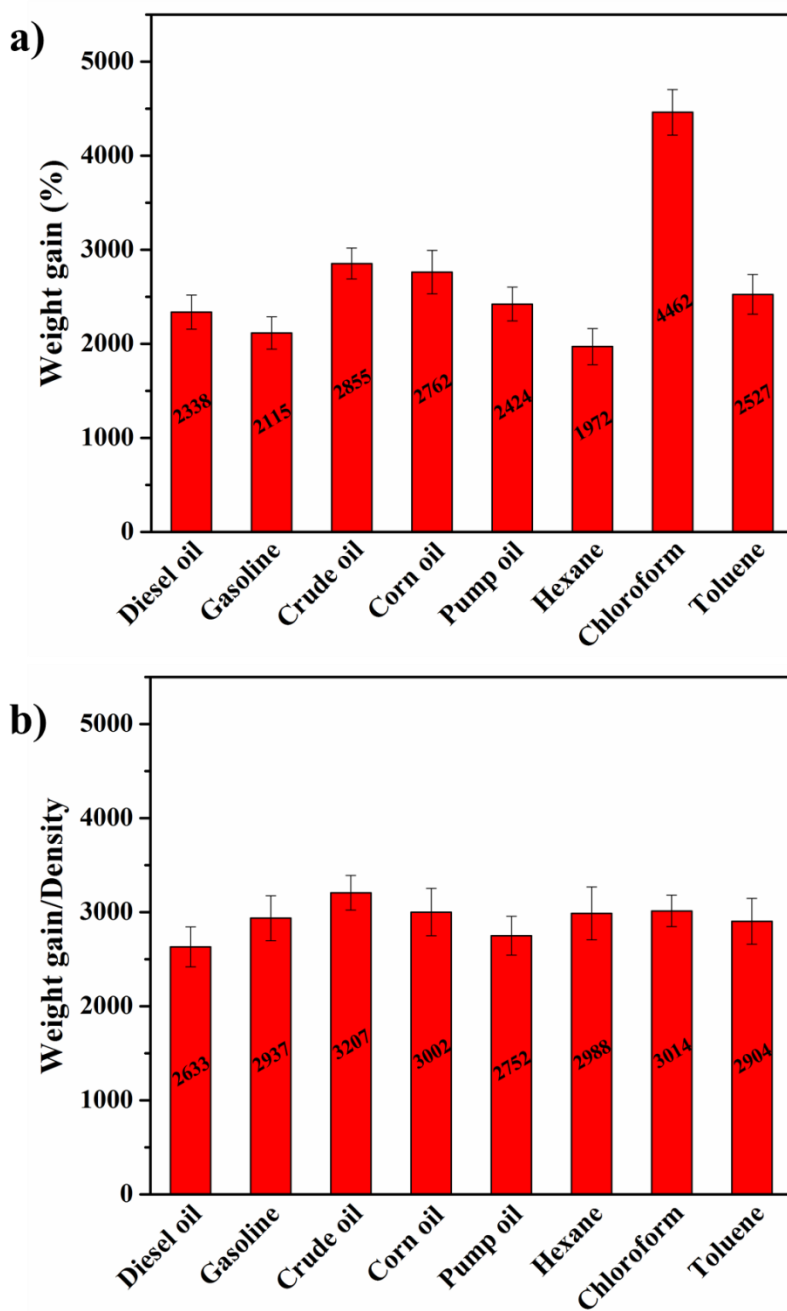 a)
Weight gain (%)
5000
4000
3000
2000
1000
0
2338
2115
2855
2762
2424
1972
4462
2527
Diesel oil
Gasoline
Crude oil
Corn oil
Pump oil
Hexane
Chloroform
Toluene
b)
Weight gain/Density
5000
4000
3000
2000
1000
0
2633
2937
3207
3002
2752
2988
3014
2904
Diesel oil
Gasoline
Crude oil
Corn oil
Pump oil
Hexane
Chloroform
Toluene